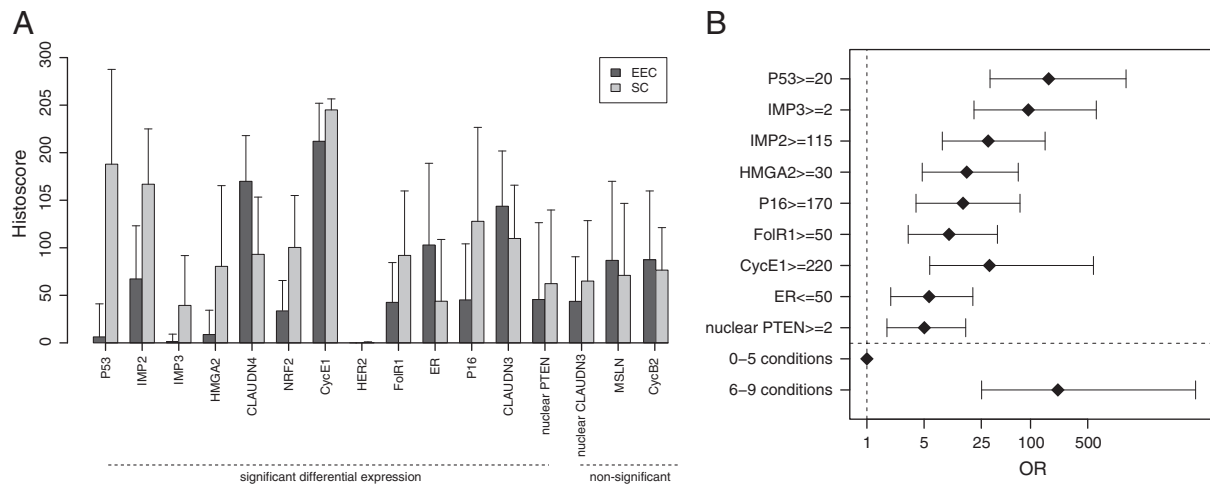 A
Histoscore
300
205
200
100
50
0
EEC
SC
P53
IMP2
IMP3
HMGA2
CLAUDN4
NRF2
CycE1
HER2
FolR1
ER
P16
CLAUDN3
nuclear PTEN
nuclear CLAUDN3
MSLN
CycB2
significant differential expression
non-significant
B
P53>=20
IMP3>=2
IMP2>=115
HMGA2>=30
P16>=170
FolR1>=50
CycE1>=220
ER<=50
nuclear PTEN>=2
0–5 conditions
6–9 conditions
1 5 25 100 500
OR